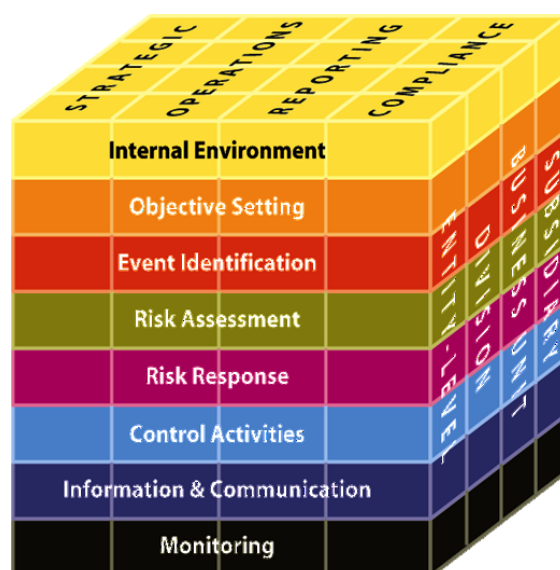 STRATEGIC
OPERATIONS
REPORTING
COMPLIANCE
Internal Environment
Objective Setting
Event Identification
Risk Assessment
Risk Response
Control Activities
Information & Communication
Monitoring
ENTITY-LEVEL
DIVISION
BUSINESS UNIT
SUBSIDIARY